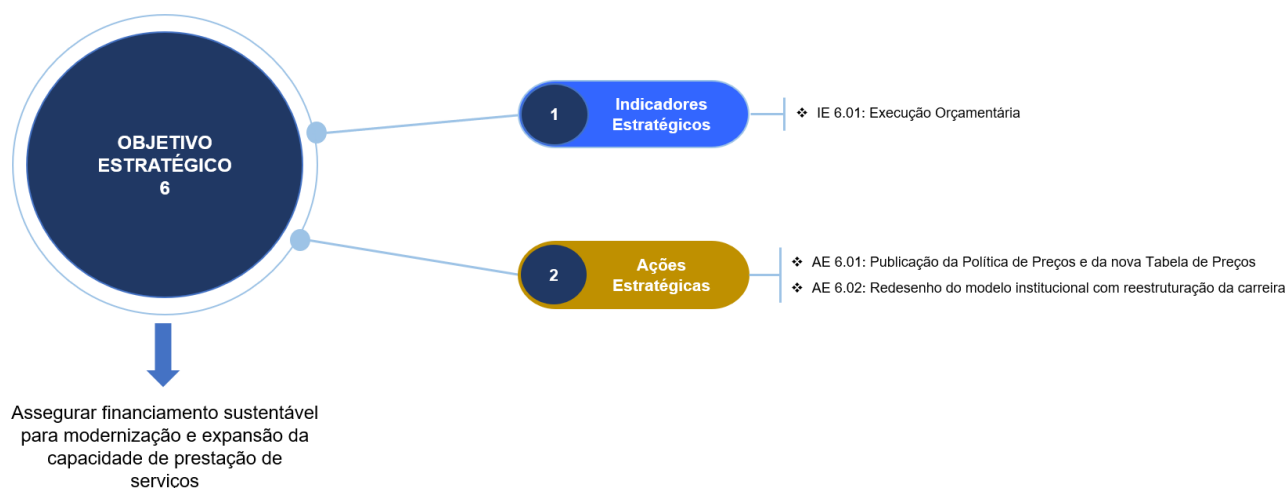 OBJETIVO
ESTRATÉGICO
6
Assegurar financiamento sustentável
para modernização e expansão da
capacidade de prestação de
serviços
1
Indicadores
Estratégicos
❖ IE 6.01: Execução Orçamentária
2
Ações
Estratégicas
❖ AE 6.01: Publicação da Política de Preços e da nova Tabela de Preços
❖ AE 6.02: Redesenho do modelo institucional com reestruturação da carreira